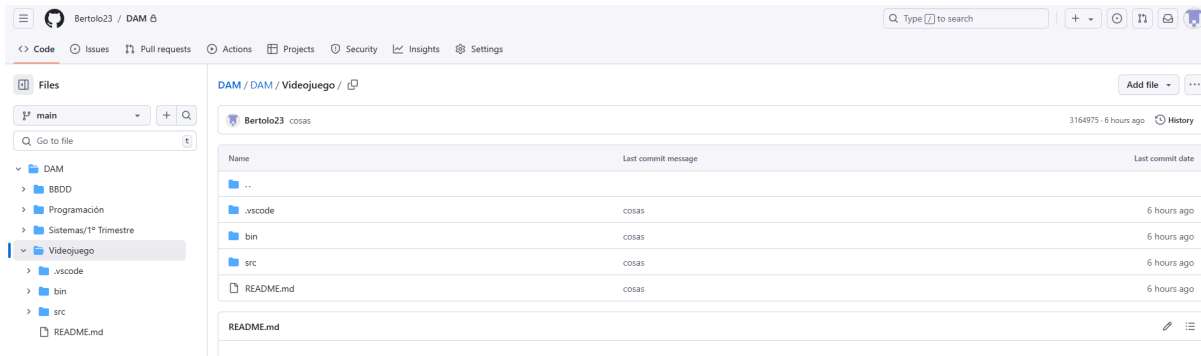 Bertolo23 / DAM
Type / to search
Code Issues Pull requests Actions Projects Security Insights Settings
Files
main
Go to file t
DAM
BBDD
Programación
Sistemas/1º Trimestre
Videojuego
.vscode
bin
src
README.md
DAM / DAM / Videojuego /
Add file
Bertolo23 cosas
3164975 · 6 hours ago History
Name Last commit message Last commit date
..
.vscode cosas 6 hours ago
bin cosas 6 hours ago
src cosas 6 hours ago
README.md cosas 6 hours ago
README.md